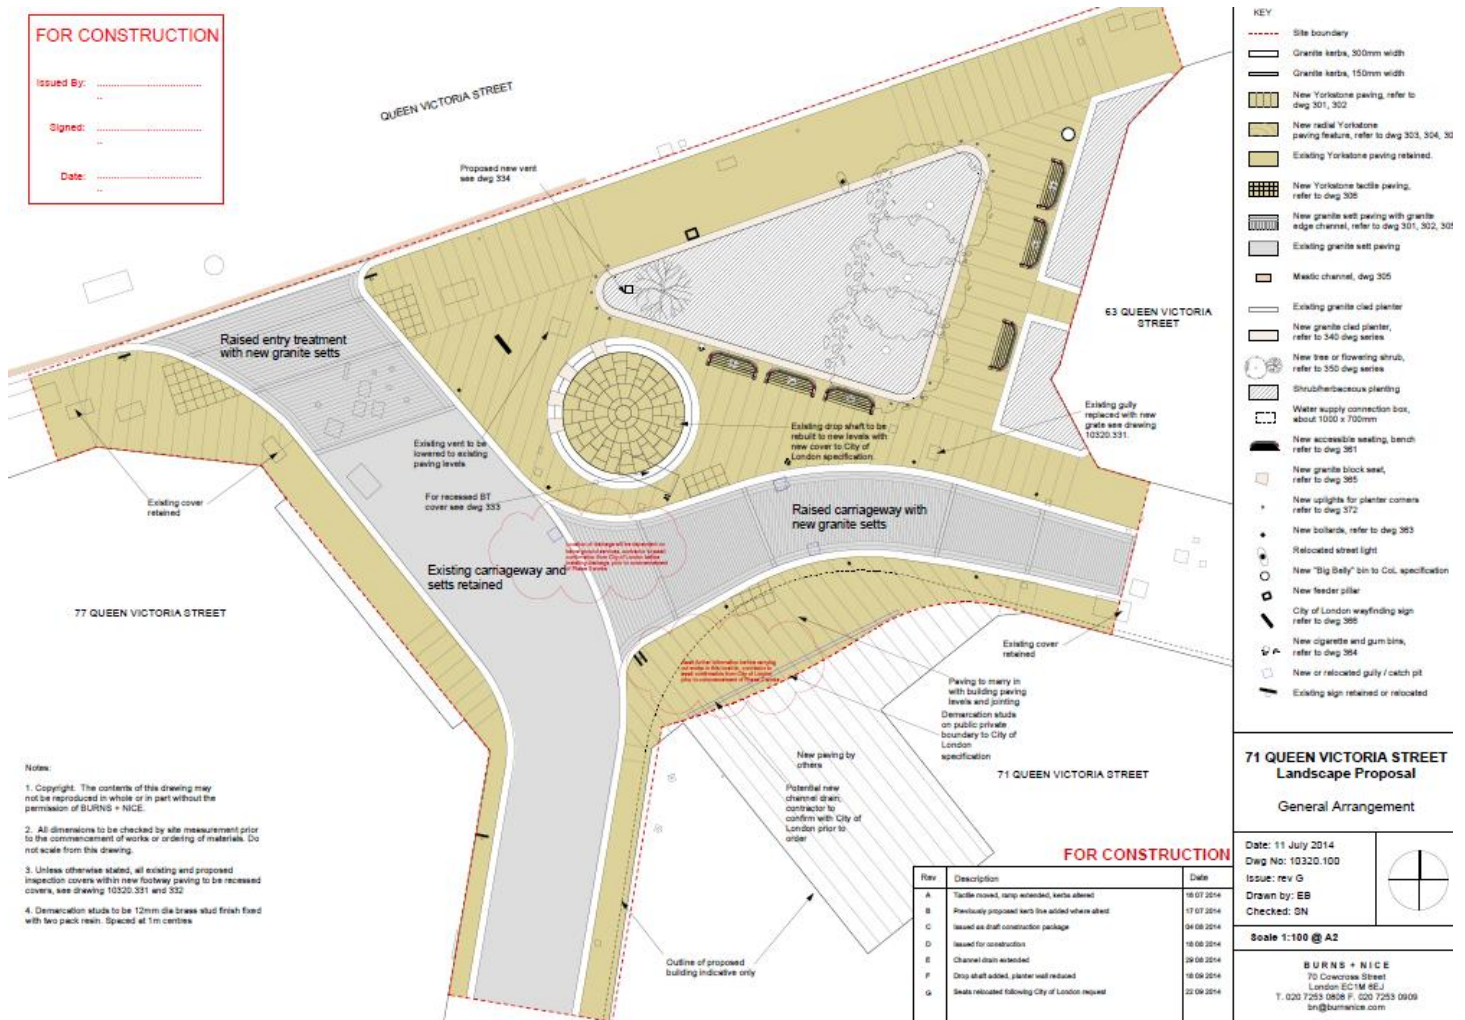 FOR CONSTRUCTION
Issued By:
Signed:
Date:
QUEEN VICTORIA STREET
Proposed new vent
see dwg 334
Raised entry treatment
with new granite setts
Existing vent to be
lowered to existing
paving levels
For recessed BT
cover see dwg 333
Existing cover
retained
Existing drop shaft to be
rebuilt to new levels with
new cover to City of
London specification.
Existing gully
replaced with new
grate see drawing
10320.331.
63 QUEEN VICTORIA
STREET
Raised carriageway with
new granite setts
Existing carriageway and
setts retained
77 QUEEN VICTORIA STREET
Existing cover
retained
Paving to marry in
with building paving
levels and jointing
Demarcation studs
on public private
boundary to City of
London
specification
71 QUEEN VICTORIA STREET
New paving by
others
Potential new
channel drain;
contractor to
confirm with City of
London prior to
order
Outline of proposed
building indicative only
Notes:
1. Copyright. The contents of this drawing may
not be reproduced in whole or in part without the
permission of BURNS + NICE.
2. All dimensions to be checked by site measurement prior
to the commencement of works or ordering of materials. Do
not scale from this drawing.
3. Unless otherwise stated, all existing and proposed
inspection covers within new footway paving to be recessed
covers, see drawing 10320.331 and 332
4. Demarcation studs to be 12mm dia brass stud finish fixed
with two pack resin. Spaced at 1m centres
KEY
Site boundary
Granite kerbs, 300mm width
Granite kerbs, 150mm width
New Yorkstone paving, refer to
dwg 301, 302
New radial Yorkstone
paving feature, refer to dwg 303, 304, 30
Existing Yorkstone paving retained.
New Yorkstone tactile paving,
refer to dwg 306
New granite sett paving with granite
edge channel, refer to dwg 301, 302, 305
Existing granite sett paving
Mastic channel, dwg 305
Existing granite clad planter
New granite clad planter,
refer to 340 dwg series
New tree or flowering shrub,
refer to 350 dwg series
Shrub/herbaceous planting
Water supply connection box,
about 1000 x 700mm
New accessible seating, bench
refer to dwg 361
New granite block seat,
refer to dwg 365
New uplights for planter corners
refer to dwg 372
New bollards, refer to dwg 363
Relocated street light
New "Big Belly" bin to CoL specification
New feeder pillar
City of London wayfinding sign
refer to dwg 366
New cigarette and gum bins,
refer to dwg 364
New or relocated gully / catch pit
Existing sign retained or relocated
71 QUEEN VICTORIA STREET
Landscape Proposal
General Arrangement
Date: 11 July 2014
Dwg No: 10320.100
Issue: rev G
Drawn by: EB
Checked: SN
Scale 1:100 @ A2
BURNS + NICE
70 Cowcross Street
London EC1M 6EJ
T. 020 7253 0808 F. 020 7253 0909
bn@burnsnice.com
FOR CONSTRUCTION
Rev Description Date
A Tactile moved, ramp extended, kerbs altered 16 07 2014
B Previously proposed kerb line added where altered 17 07 2014
C Issued as draft construction package 04 08 2014
D Issued for construction 18 08 2014
E Channel drain extended 29 08 2014
F Drop shaft added, planter wall reduced 18 09 2014
G Seats relocated following City of London request 22 09 2014